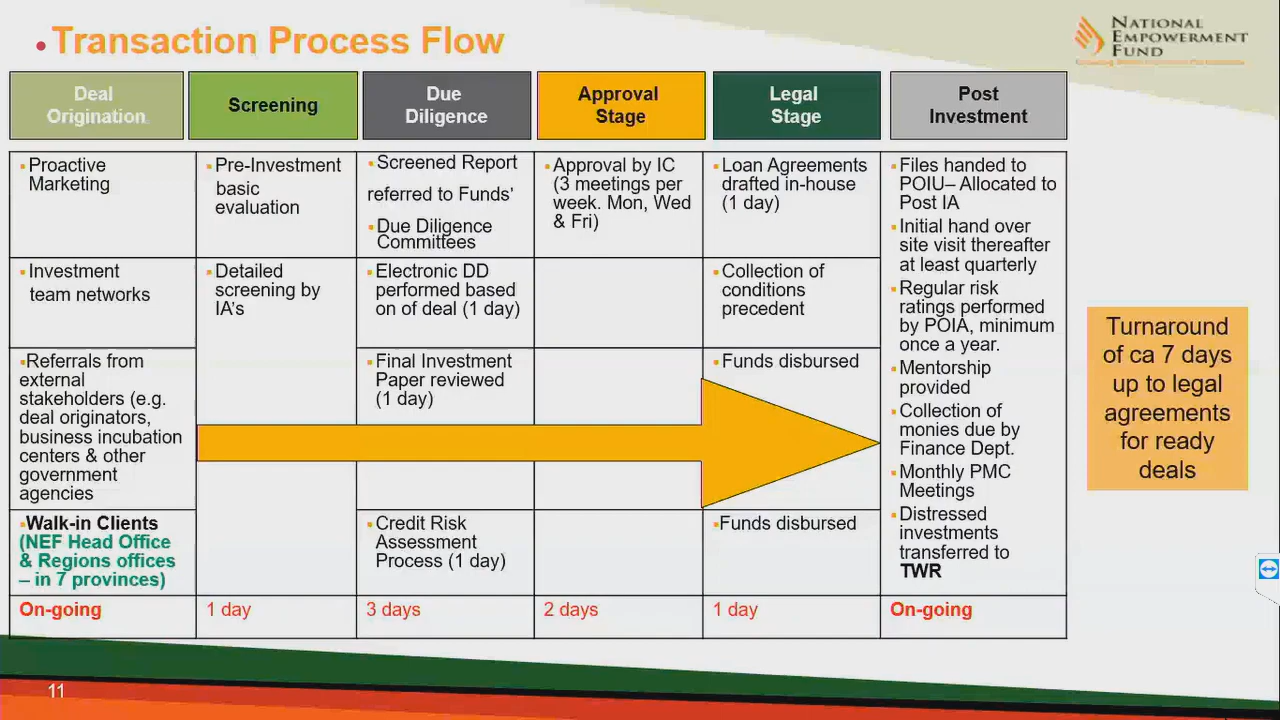 • Transaction Process Flow
NATIONAL
EMPOWERMENT
FUND
Deal
Origination
Screening
Due
Diligence
Approval
Stage
Legal
Stage
Post
Investment
▪Proactive
Marketing
▪Pre-Investment
basic
evaluation
▪Screened Report
referred to Funds’
▪Due Diligence
Committees
▪Approval by IC
(3 meetings per
week. Mon, Wed
& Fri)
▪Loan Agreements
drafted in-house
(1 day)
▪Files handed to
POIU– Allocated to
Post IA
▪Initial hand over
site visit thereafter
at least quarterly
▪Regular risk
ratings performed
by POIA, minimum
once a year.
▪Mentorship
provided
▪Collection of
monies due by
Finance Dept.
▪Monthly PMC
Meetings
▪Distressed
investments
transferred to
TWR
▪Investment
team networks
▪Detailed
screening by
IA’s
▪Electronic DD
performed based
on of deal (1 day)
▪Collection of
conditions
precedent
▪Referrals from
external
stakeholders (e.g.
deal originators,
business incubation
centers & other
government
agencies
▪Final Investment
Paper reviewed
(1 day)
▪Funds disbursed
▪Walk-in Clients
(NEF Head Office
& Regions offices
– in 7 provinces)
▪Credit Risk
Assessment
Process (1 day)
▪Funds disbursed
On-going
1 day
3 days
2 days
1 day
On-going
Turnaround
of ca 7 days
up to legal
agreements
for ready
deals
11